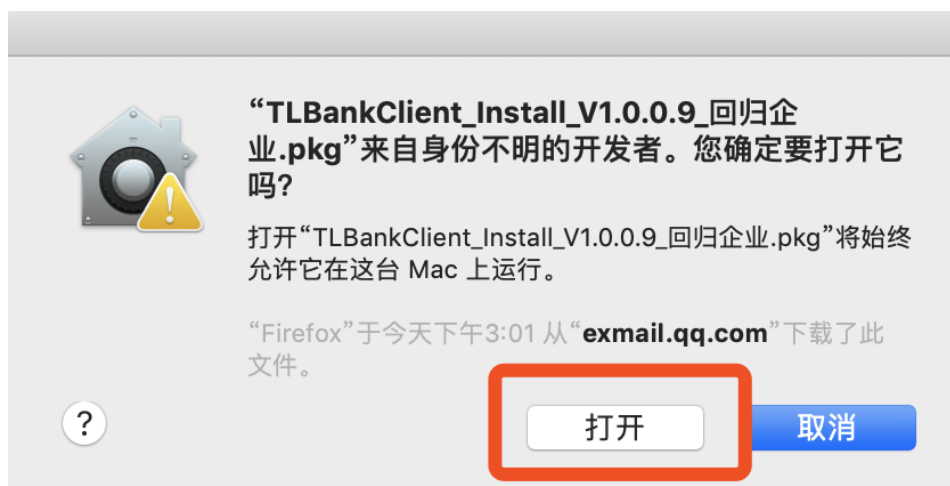 “TLBankClient_Install_V1.0.0.9_回归企
业.pkg”来自身份不明的开发者。您确定要打开它
吗?
打开“TLBankClient_Install_V1.0.0.9_回归企业.pkg”将始终
允许它在这台 Mac 上运行。
“Firefox”于今天下午3:01 从“exmail.qq.com”下载了此
文件。
?
打开
取消